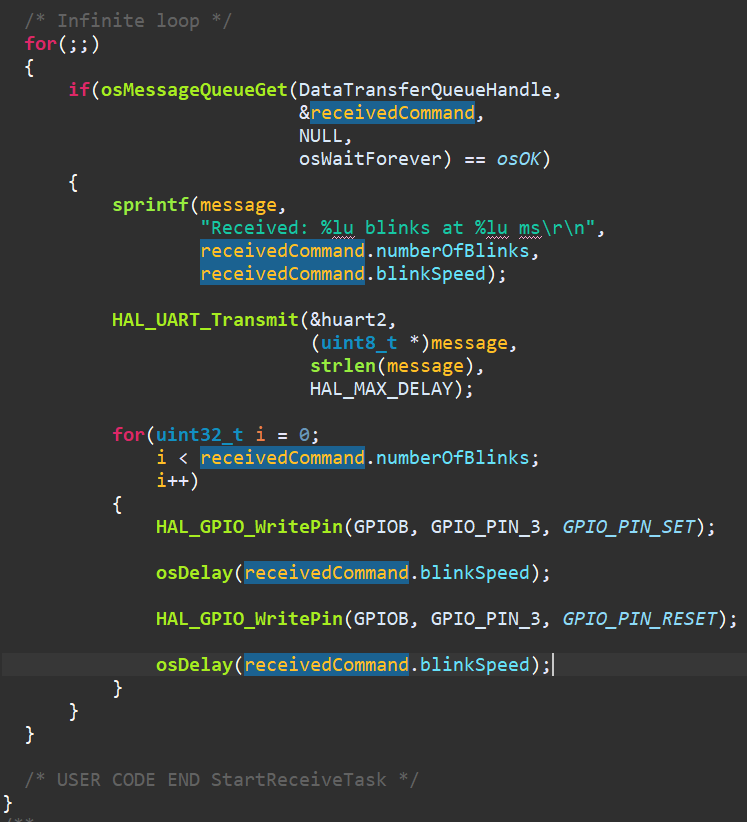 /* Infinite loop */
for(;;)
{
if(osMessageQueueGet(DataTransferQueueHandle,
&receivedCommand,
NULL,
osWaitForever) == osOK)
{
sprintf(message,
"Received: %lu blinks at %lu ms\r\n",
receivedCommand.numberOfBlinks,
receivedCommand.blinkSpeed);
HAL_UART_Transmit(&huart2,
(uint8_t *)message,
strlen(message),
HAL_MAX_DELAY);
for(uint32_t i = 0;
i < receivedCommand.numberOfBlinks;
i++)
{
HAL_GPIO_WritePin(GPIOB, GPIO_PIN_3, GPIO_PIN_SET);
osDelay(receivedCommand.blinkSpeed);
HAL_GPIO_WritePin(GPIOB, GPIO_PIN_3, GPIO_PIN_RESET);
osDelay(receivedCommand.blinkSpeed);
}
}
}
/* USER CODE END StartReceiveTask */
}
/**